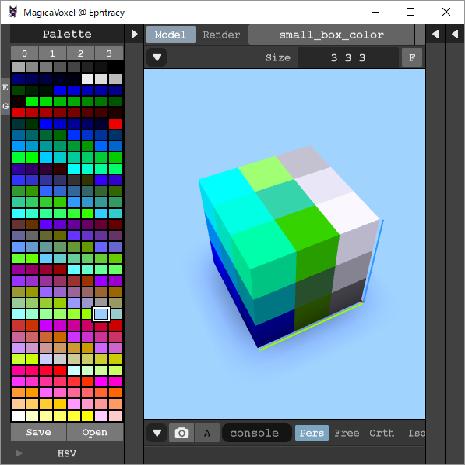 MagicaVoxel @ Ephtracy
Palette
Model Render small_box_color
0 1 2 3
Size 3 3 3 F
E
G
A console Pers Free Orth Iso
Save Open
HSV